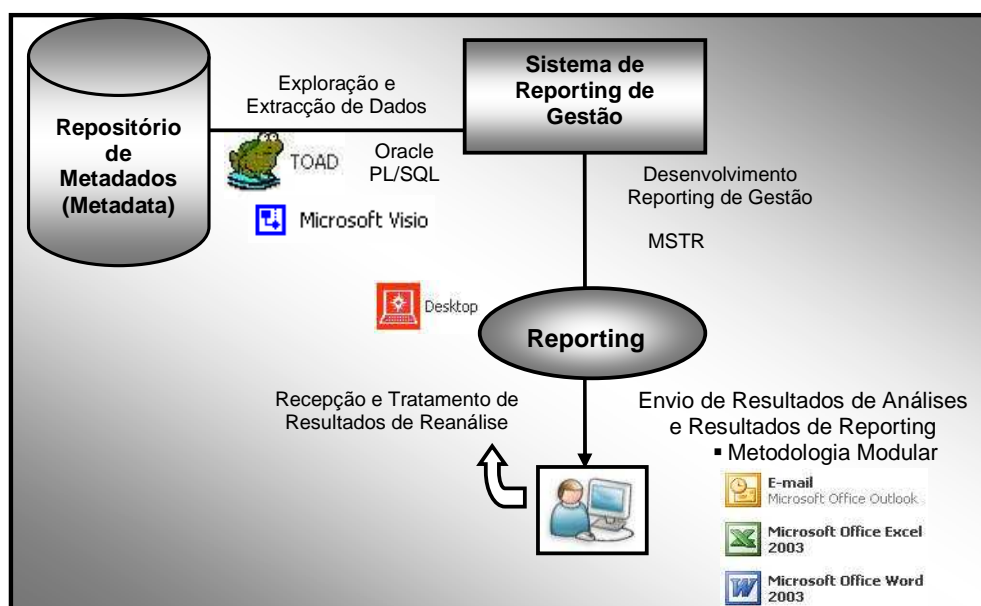 Repositório
de
Metadados
(Metadata)
Exploração e
Extracção de Dados
TOAD
Oracle
PL/SQL
Microsoft Visio
Sistema de
Reporting de
Gestão
Desenvolvimento
Reporting de Gestão
MSTR
Desktop
Reporting
Recepção e Tratamento de
Resultados de Reanálise
Envio de Resultados de Análises
e Resultados de Reporting
▪ Metodologia Modular
E-mail
Microsoft Office Outlook
Microsoft Office Excel
2003
Microsoft Office Word
2003